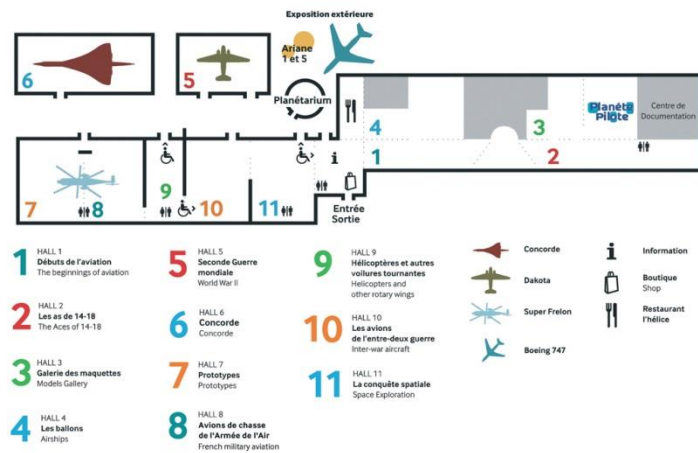 Exposition extérieure
Ariane
1 et 5
6
5
Planétarium
4
Planète
Pilote
3
Centre de
Documentation
i
1
2
9
7
8
10
11
Entrée
Sortie
1
HALL 1
Débuts de l'aviation
The beginnings of aviation
2
HALL 2
Les as de 14-18
The Aces of 14-18
3
HALL 3
Galerie des maquettes
Models Gallery
4
HALL 4
Les ballons
Airships
5
HALL 5
Seconde Guerre
mondiale
World War II
6
HALL 6
Concorde
Concorde
7
HALL 7
Prototypes
Prototypes
8
HALL 8
Avions de chasse
de l'Armée de l'Air
French military aviation
9
HALL 9
Hélicoptères et autres
voilures tournantes
Helicopters and
other rotary wings
10
HALL 10
Les avions
de l'entre-deux guerre
Inter-war aircraft
11
HALL 11
La conquête spatiale
Space Exploration
Concorde
Dakota
Super Frelon
Boeing 747
i
Information
Boutique
Shop
Restaurant
l'hélice